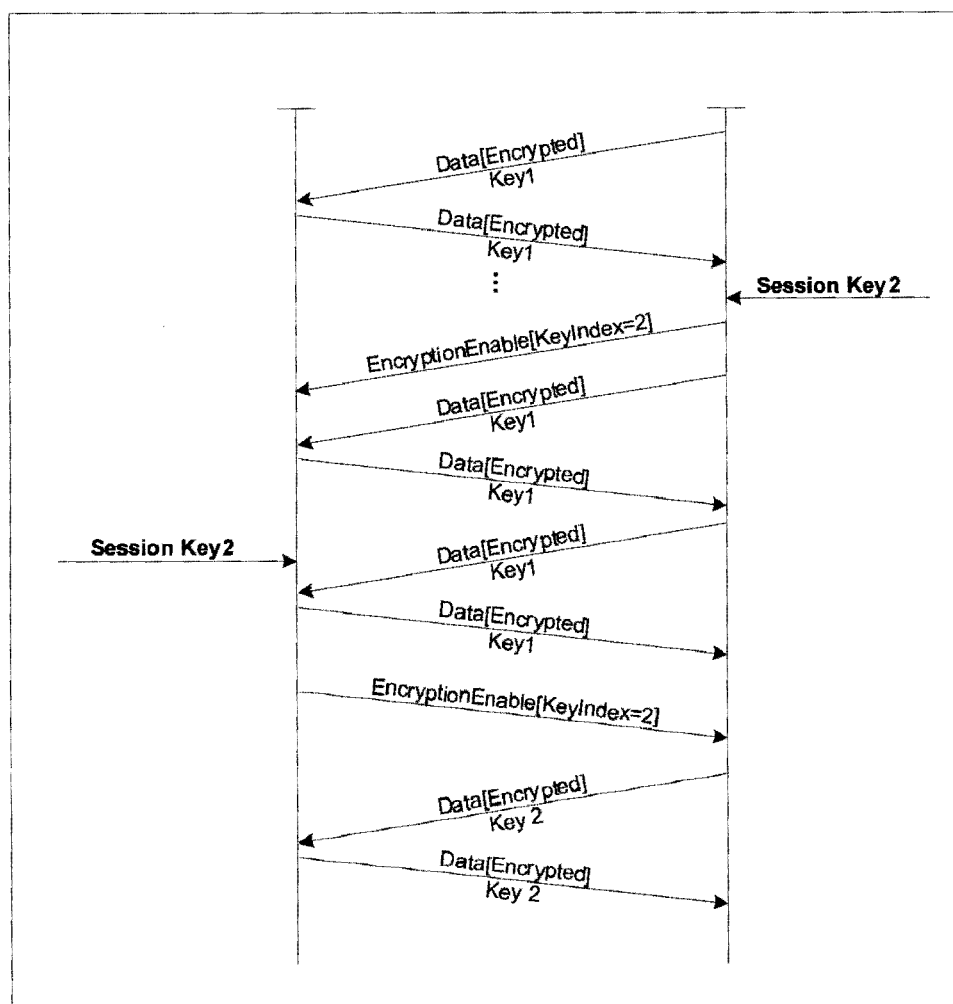 Data[Encrypted]
Key1
Data[Encrypted]
Key1
Session Key2
EncryptionEnable[KeyIndex=2]
Data[Encrypted]
Key1
Data[Encrypted]
Key1
Session Key2
Data[Encrypted]
Key1
Data[Encrypted]
Key1
EncryptionEnable[KeyIndex=2]
Data[Encrypted]
Key 2
Data[Encrypted]
Key 2